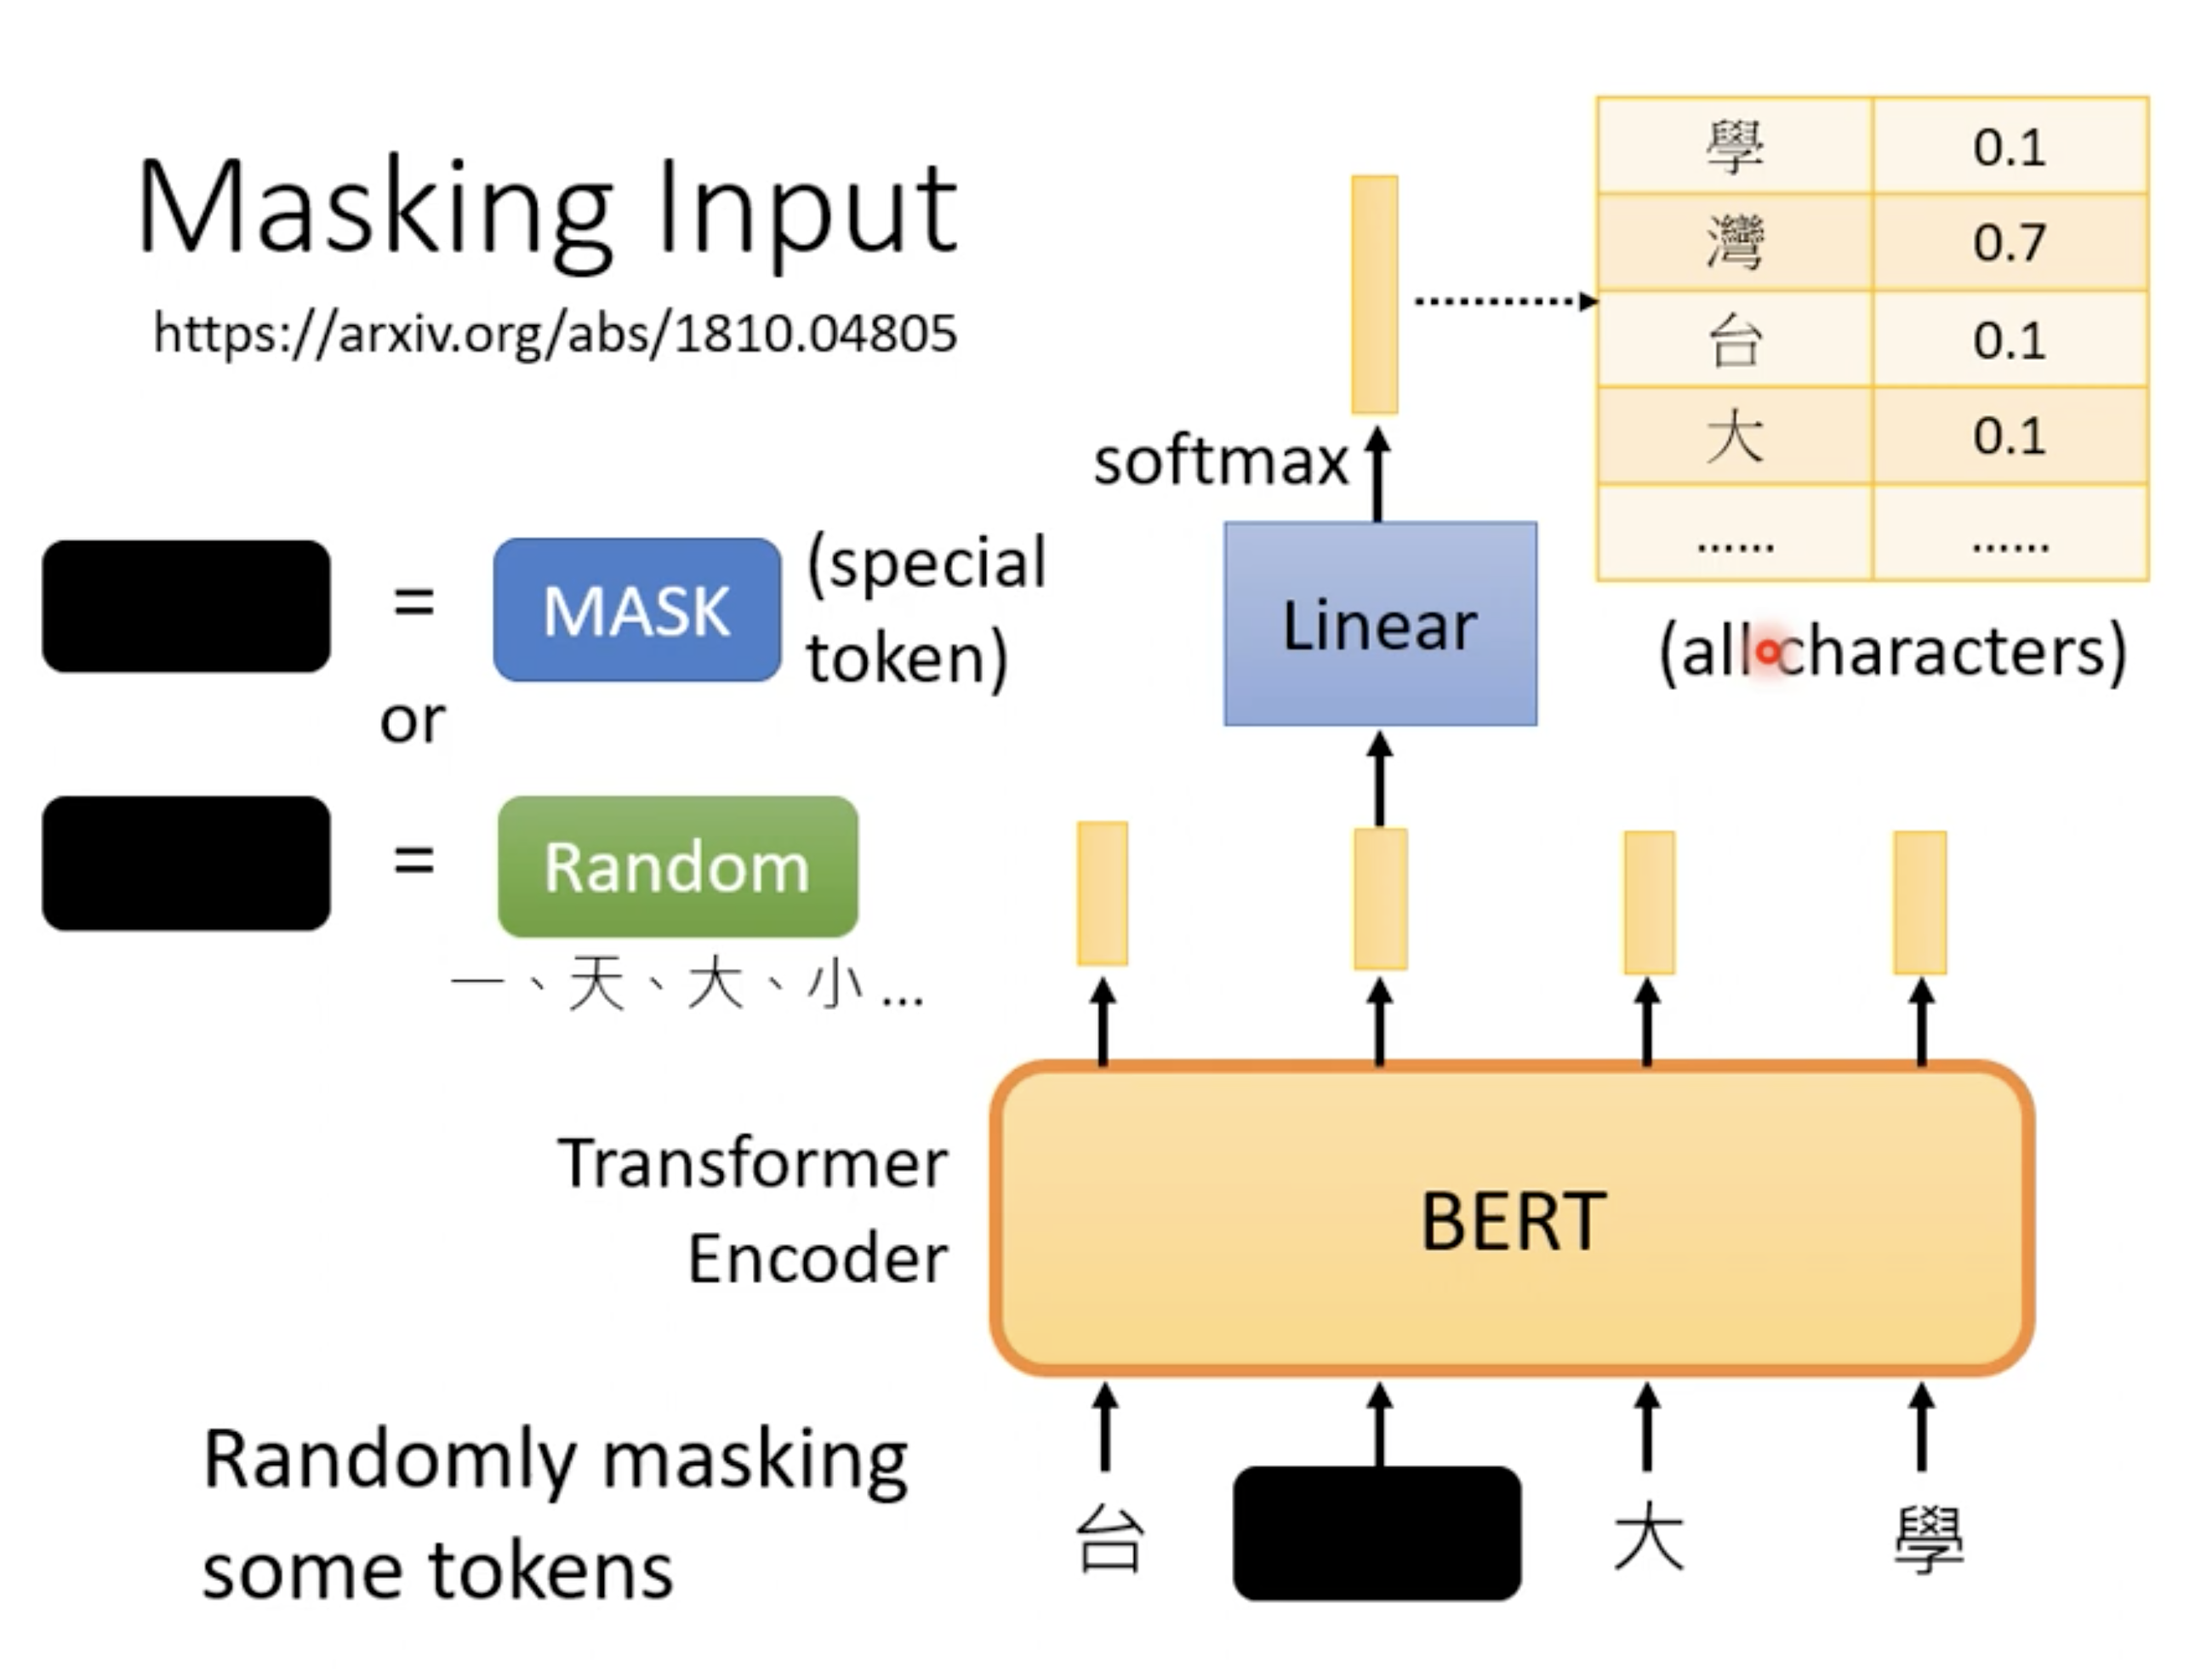 Masking Input
https://arxiv.org/abs/1810.04805
= MASK (special
token)
or
= Random
一、天、大、小 ...
Transformer
Encoder
Randomly masking
some tokens
學 0.1
灣 0.7
台 0.1
大 0.1
...... ......
(all characters)
softmax
Linear
BERT
台 大 學